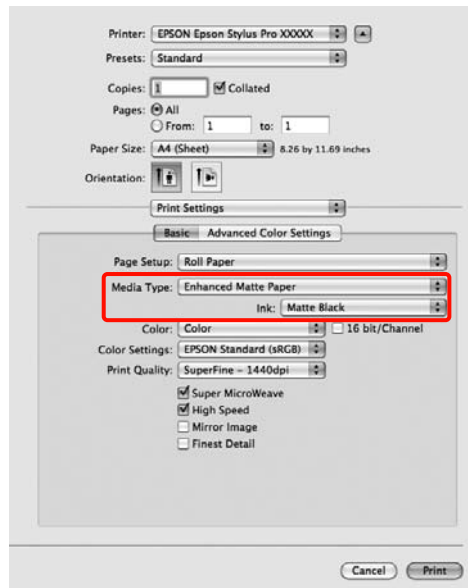 Printer: EPSON Epson Stylus Pro XXXXX
Presets: Standard
Copies: 1 Collated
Pages: All
From: 1 to: 1
Paper Size: A4 (Sheet) 8.26 by 11.69 inches
Orientation:
Print Settings
Basic Advanced Color Settings
Page Setup: Roll Paper
Media Type: Enhanced Matte Paper
Ink: Matte Black
Color: Color 16 bit/Channel
Color Settings: EPSON Standard (sRGB)
Print Quality: SuperFine – 1440dpi
Super MicroWeave
High Speed
Mirror Image
Finest Detail
Cancel Print